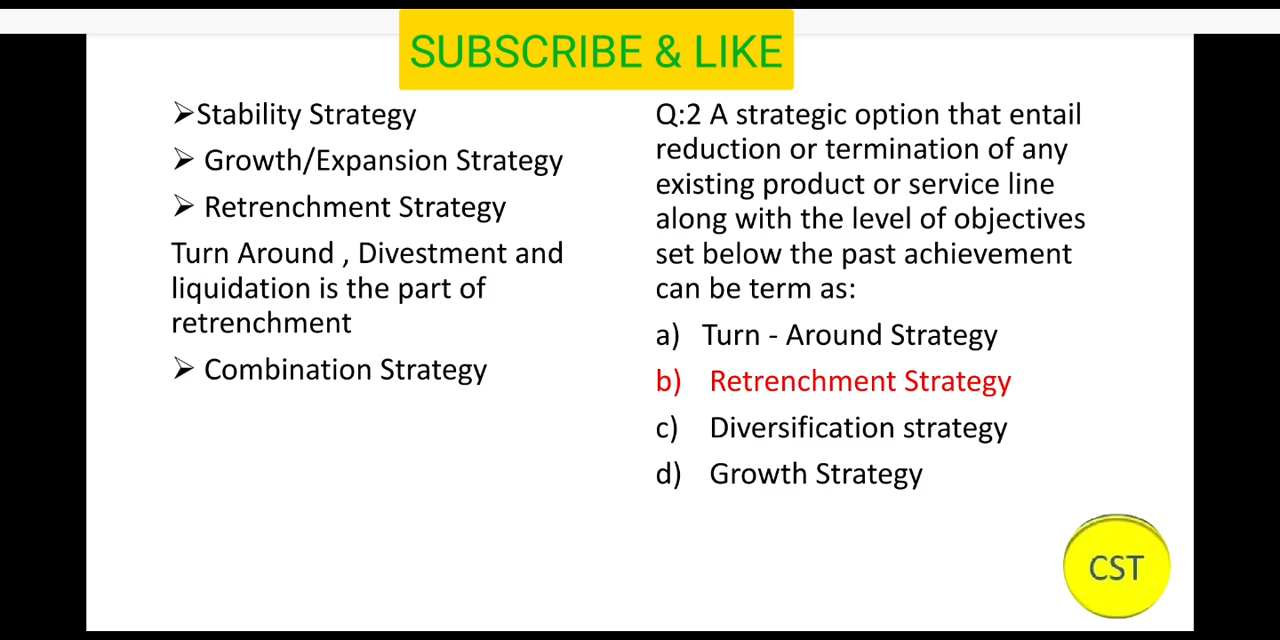 SUBSCRIBE & LIKE
➢Stability Strategy
➢ Growth/Expansion Strategy
➢ Retrenchment Strategy
Turn Around , Divestment and
liquidation is the part of
retrenchment
➢ Combination Strategy
Q:2 A strategic option that entail
reduction or termination of any
existing product or service line
along with the level of objectives
set below the past achievement
can be term as:
a) Turn - Around Strategy
b) Retrenchment Strategy
c) Diversification strategy
d) Growth Strategy
CST